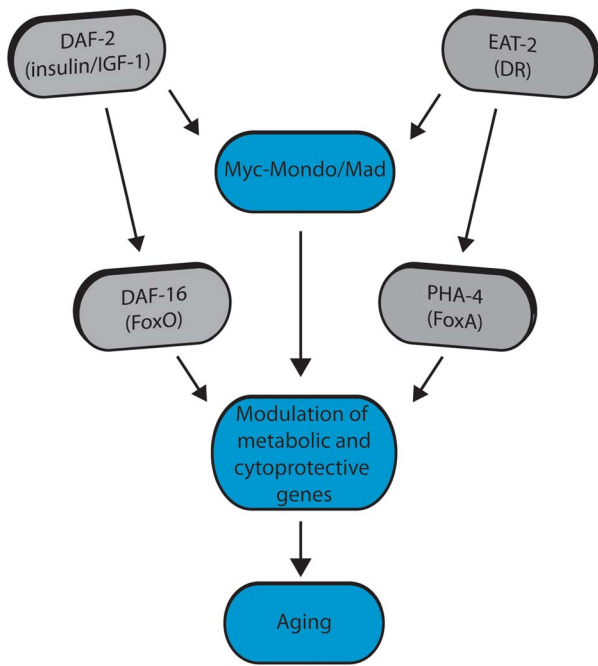 DAF-2
(insulin/IGF-1)
EAT-2
(DR)
Myc-Mondo/Mad
DAF-16
(FoxO)
PHA-4
(FoxA)
Modulation of
metabolic and
cytoprotective
genes
Aging